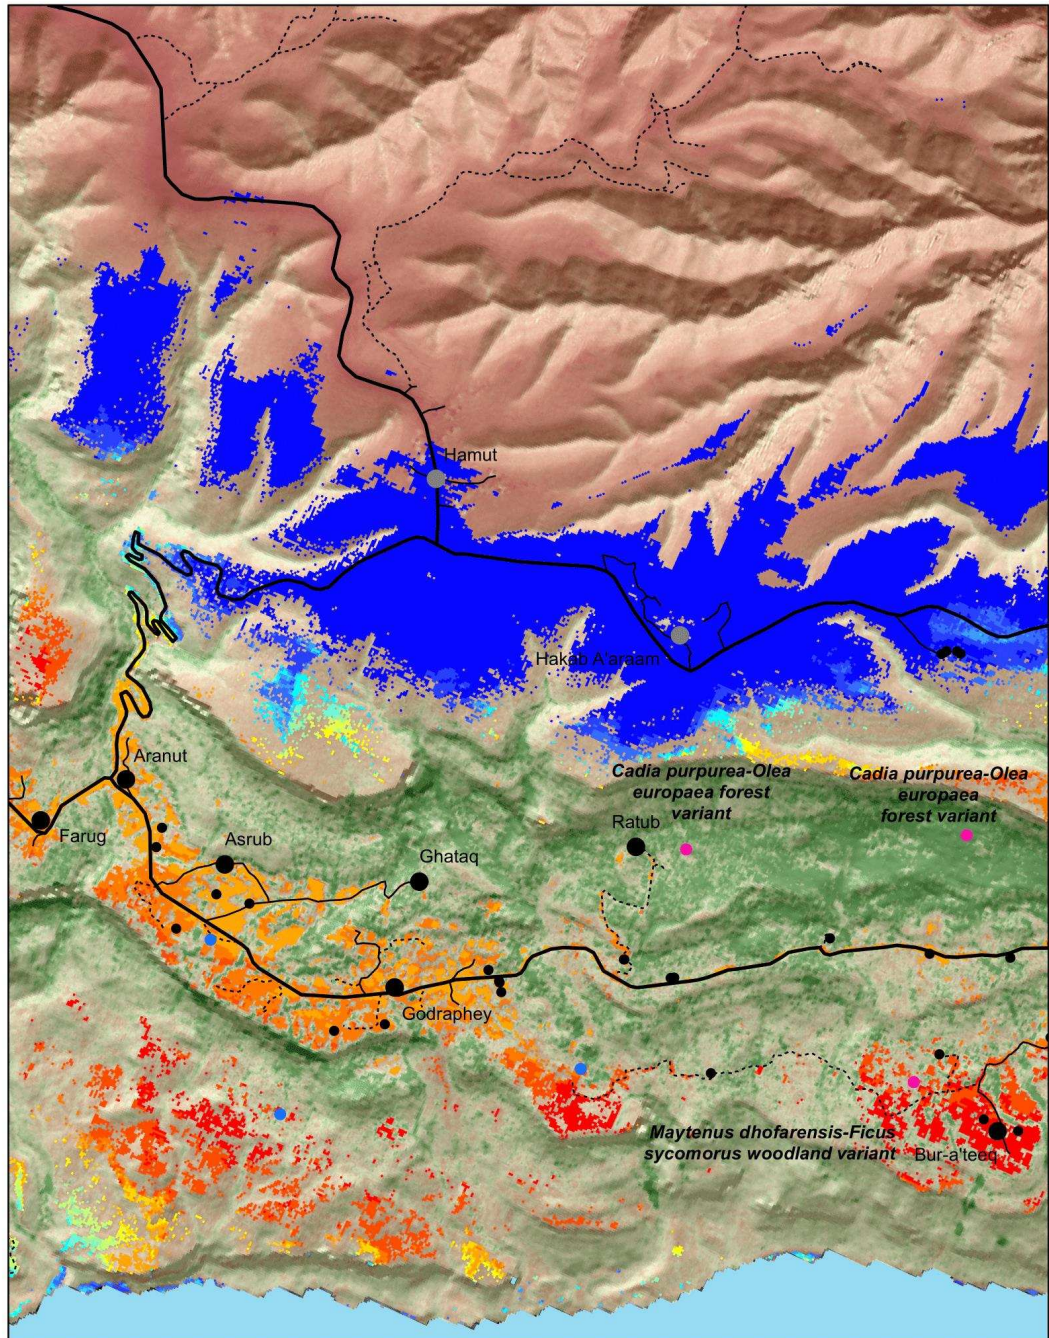 Hamut
Hakab A'araam
Aranut
Cadia purpurea-Olea
europaea forest
variant
Cadia purpurea-Olea
europaea
forest variant
Farug
Asrub
Ghataq
Ratub
Godraphey
Maytenus dhofarensis-Ficus
sycomorus woodland variant
Bur-a'teeq